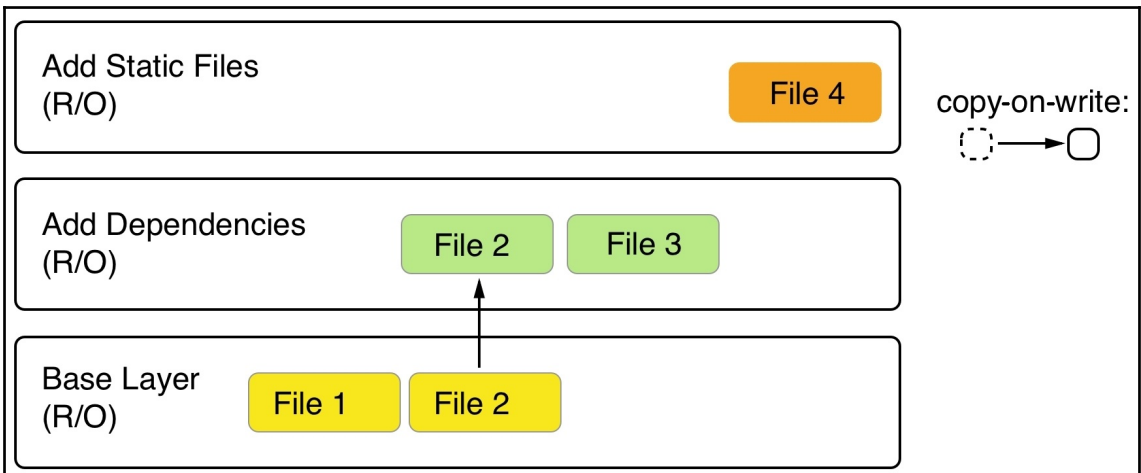 Add Static Files
(R/O)
File 4
copy-on-write:
Add Dependencies
(R/O)
File 2
File 3
Base Layer
(R/O)
File 1
File 2